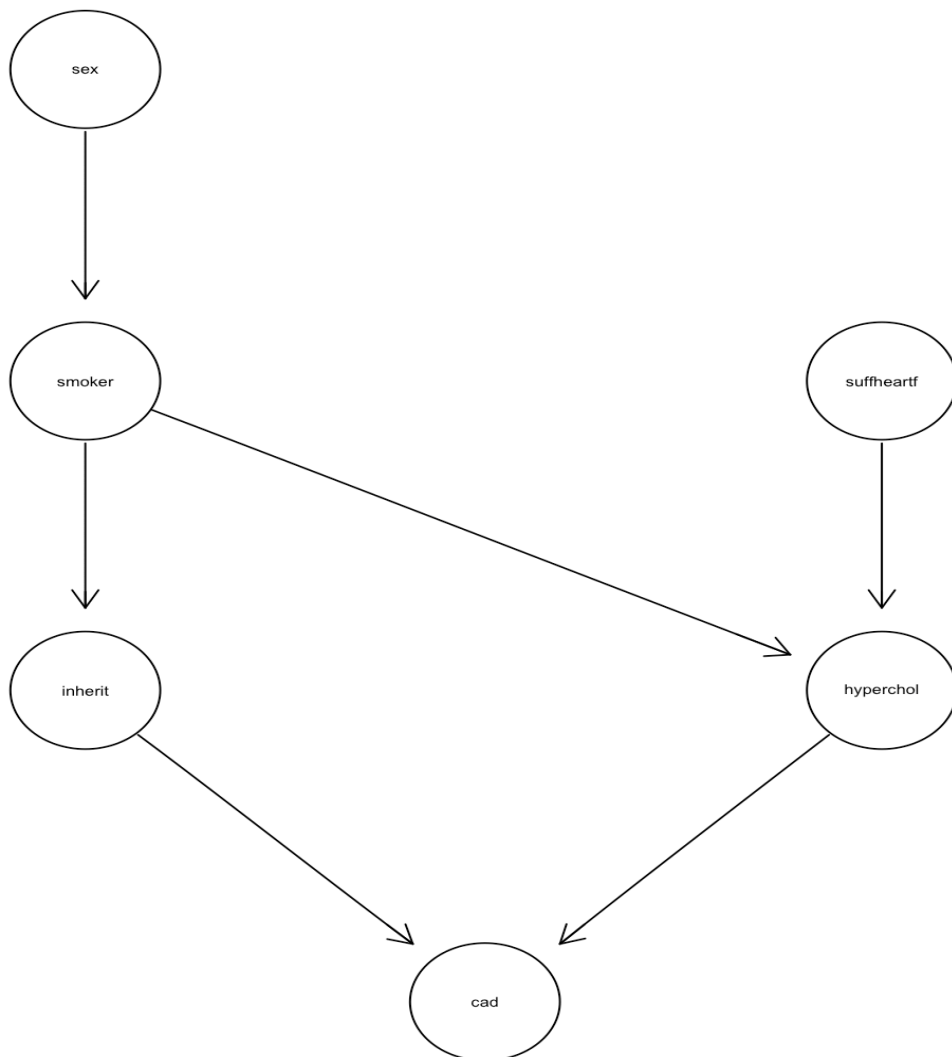 sex
smoker
suffheartf
inherit
hyperchol
cad